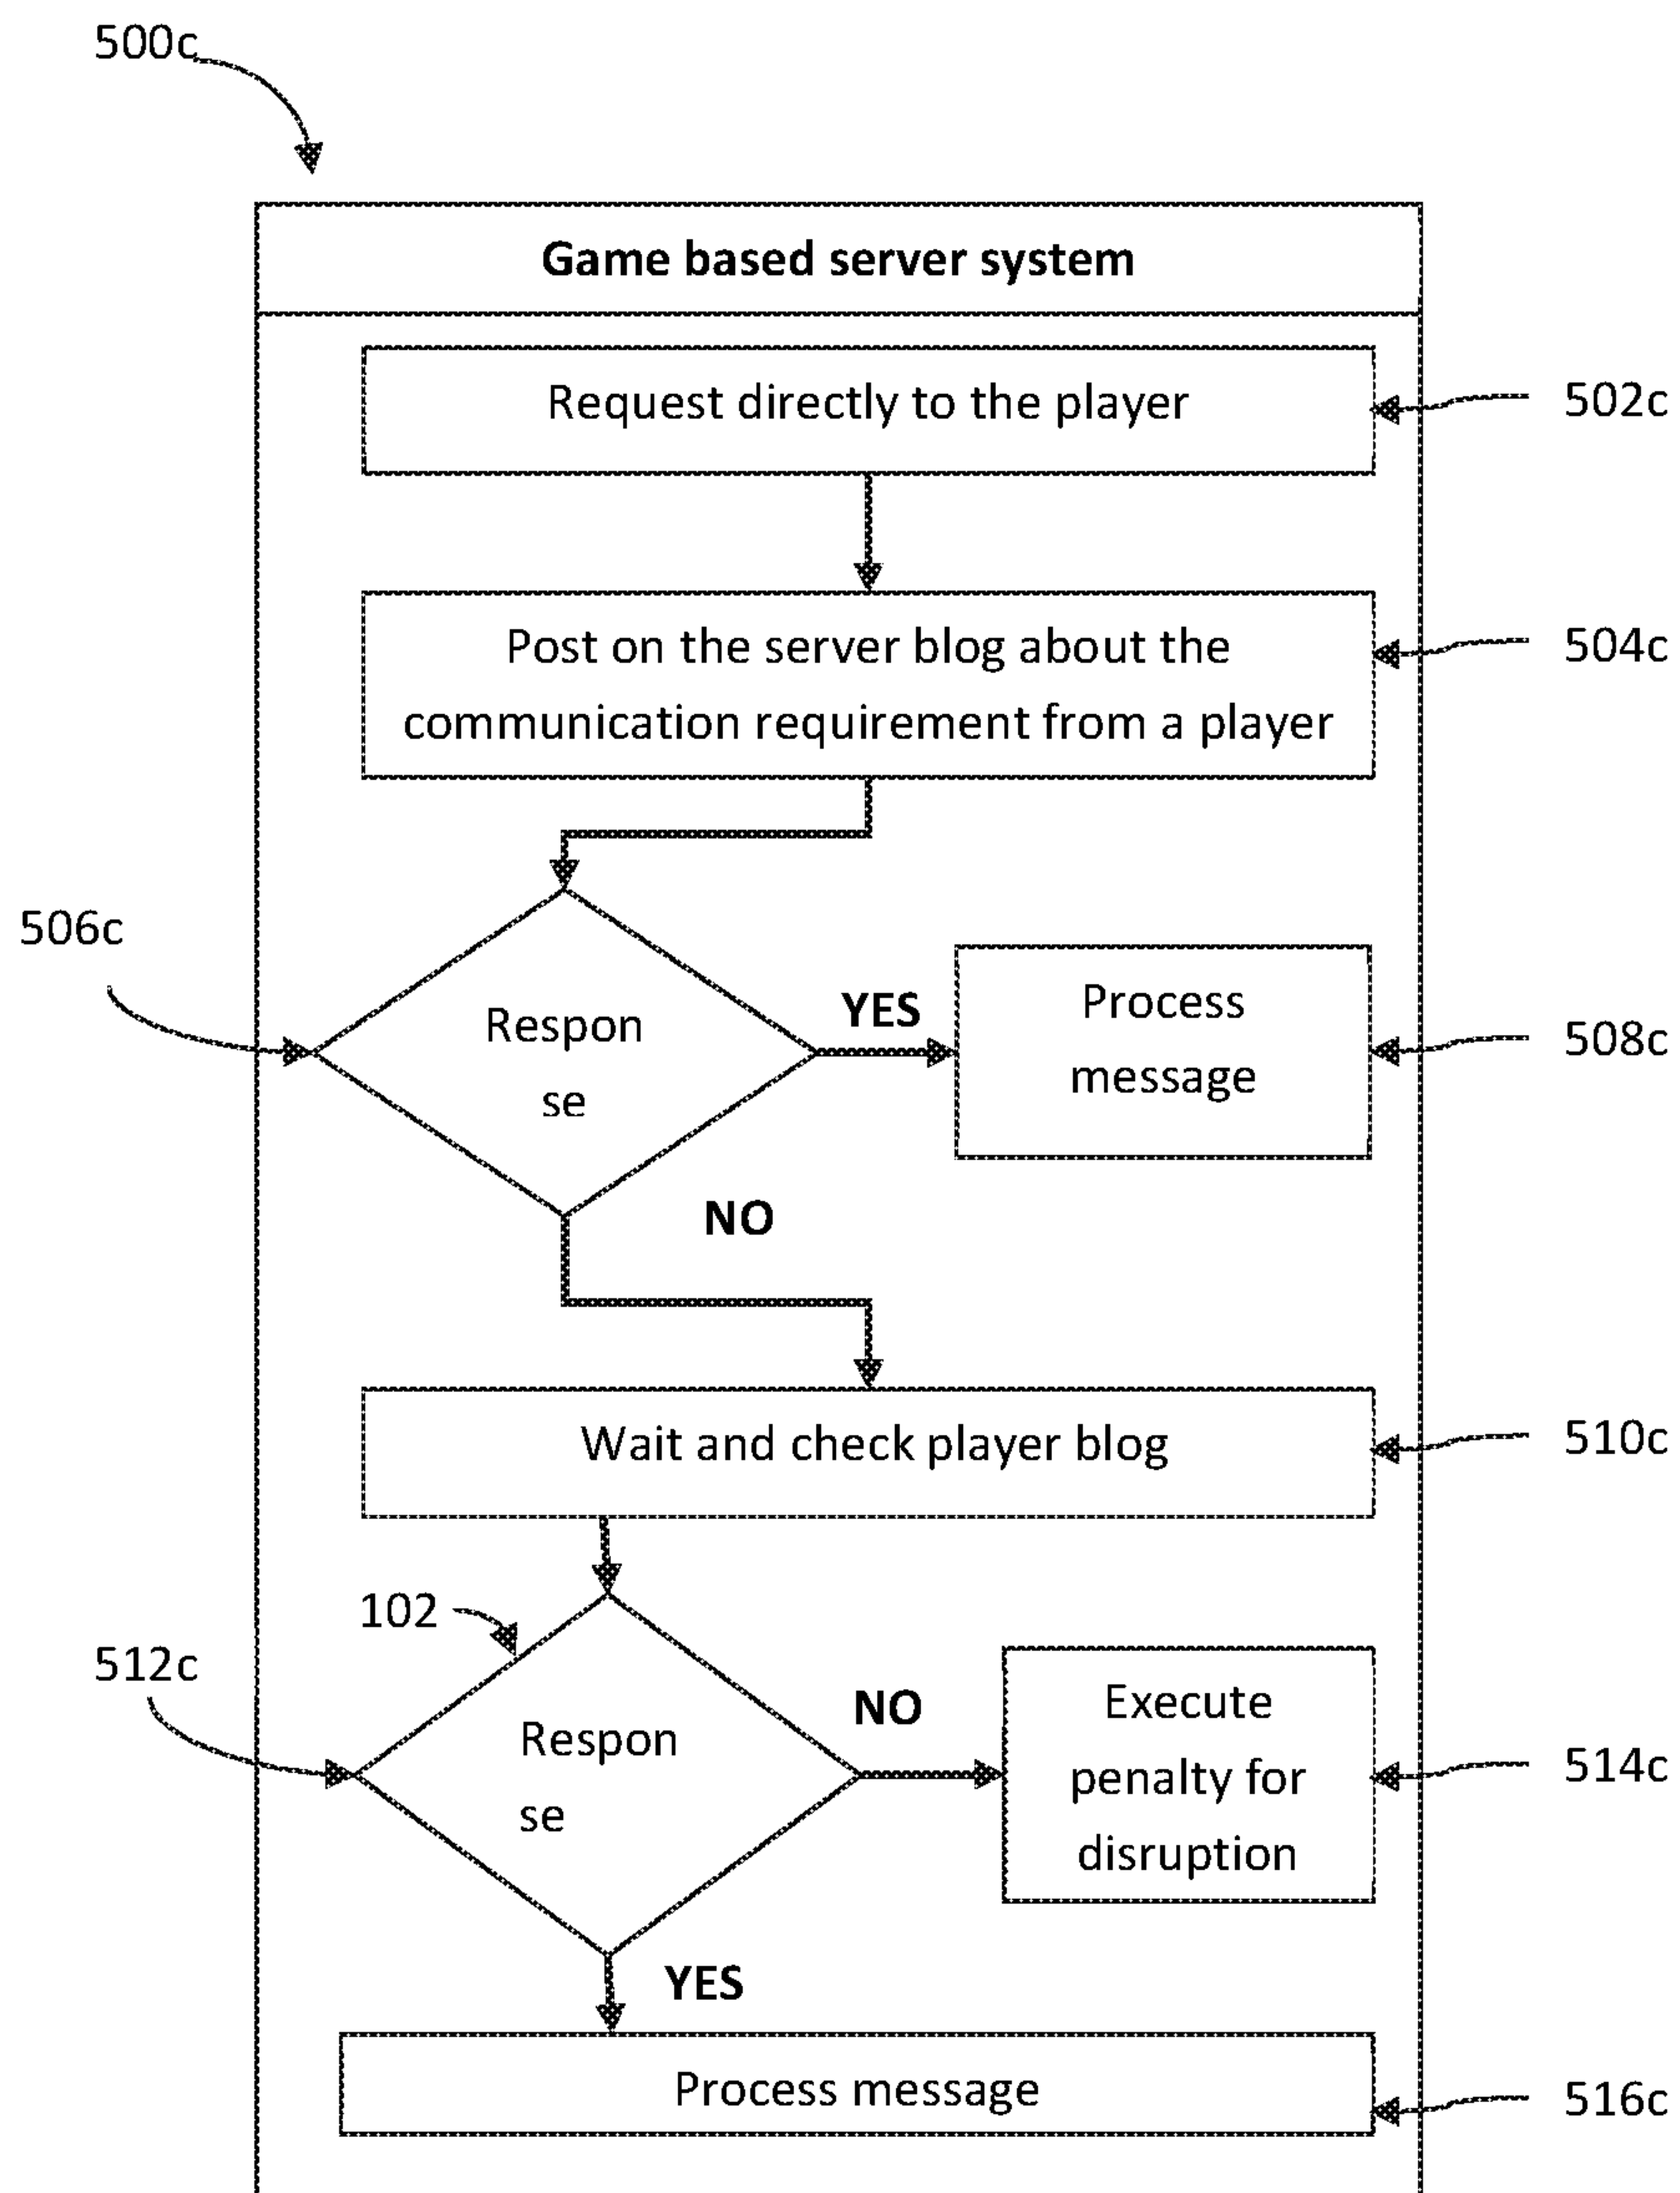 500c
Game based server system
Request directly to the player
502c
Post on the server blog about the
communication requirement from a player
504c
506c
Respon
se
YES
Process
message
508c
NO
Wait and check player blog
510c
102
512c
Respon
se
NO
Execute
penalty for
disruption
514c
YES
Process message
516c